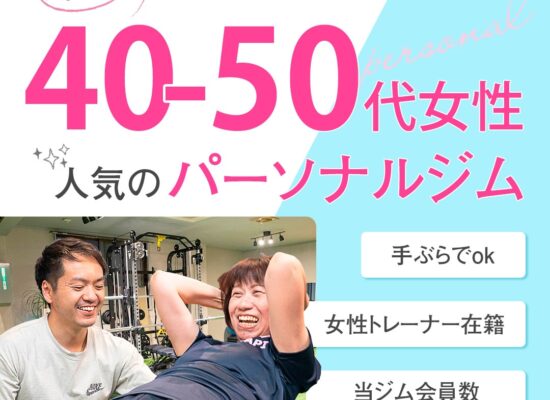 personal
40-50代女性
人気のパーソナルジム
手ぶらでok
女性トレーナー在籍
当ジム会員数